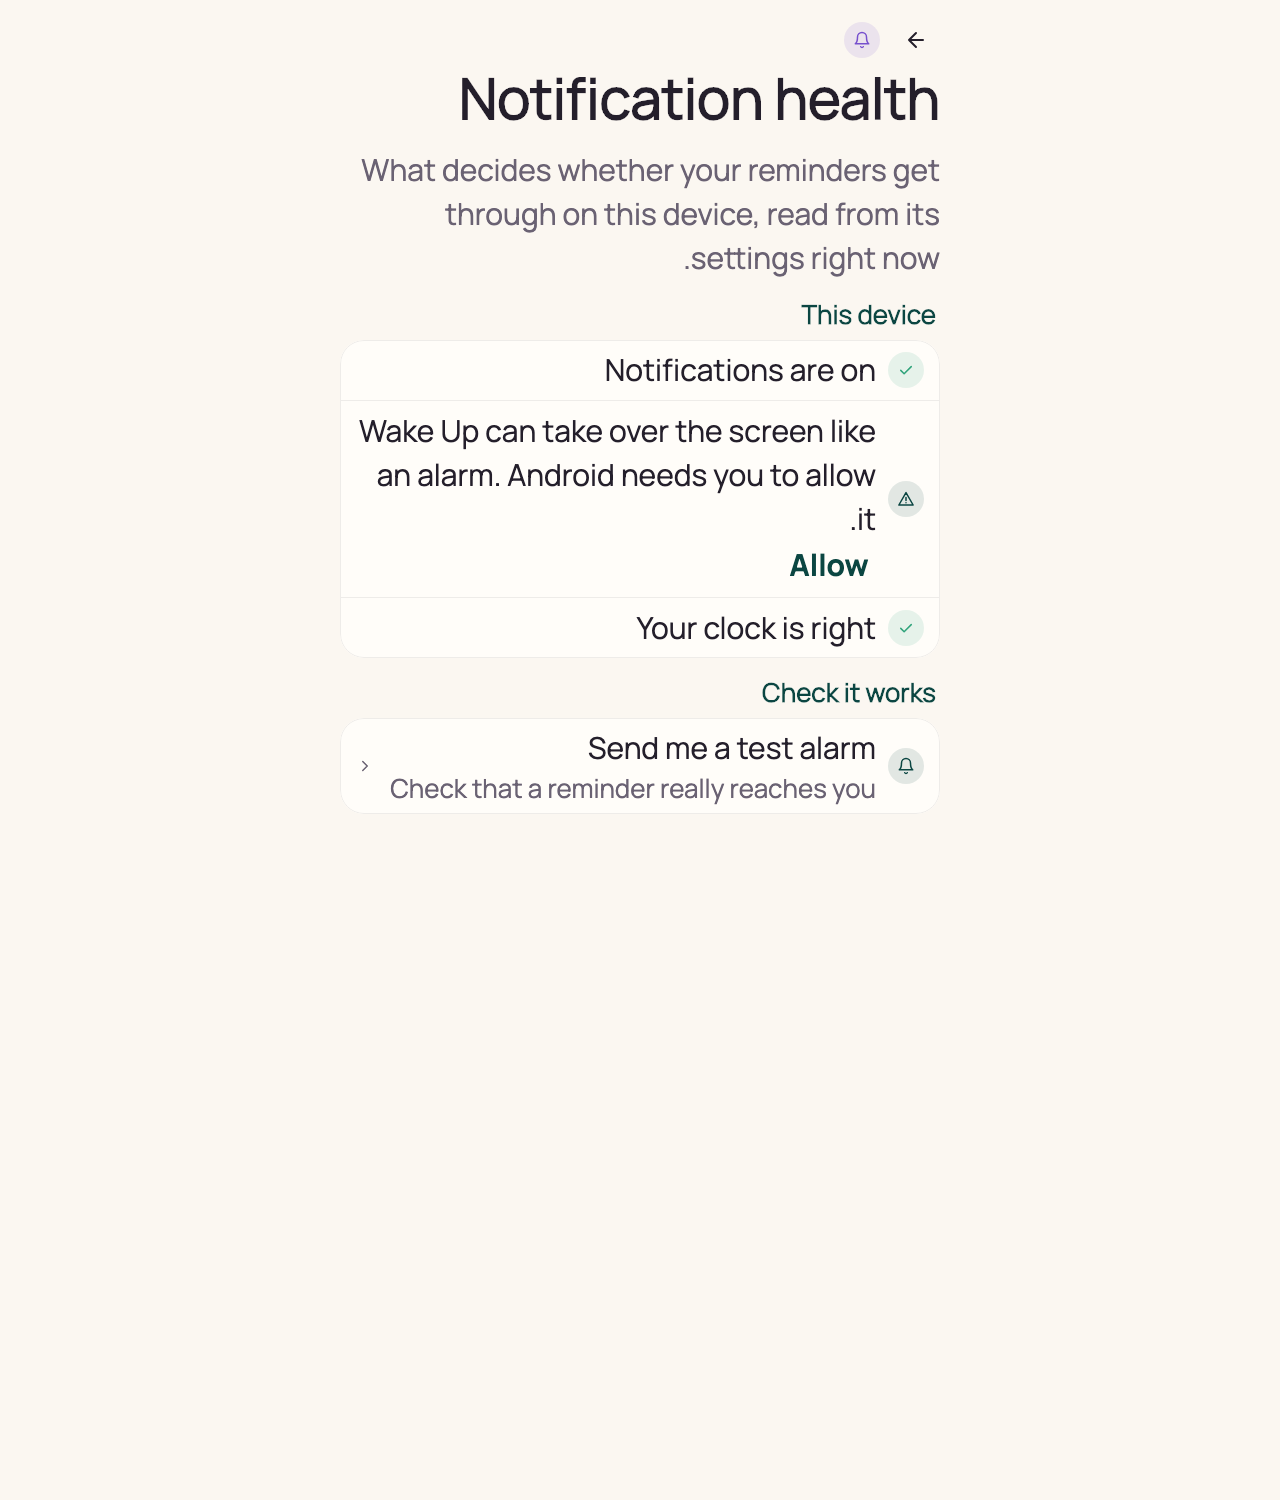 Notification health
What decides whether your reminders get
through on this device, read from its
.settings right now
This device
Notifications are on
Wake Up can take over the screen like
an alarm. Android needs you to allow
.it
Allow
Your clock is right
Check it works
Send me a test alarm
Check that a reminder really reaches you